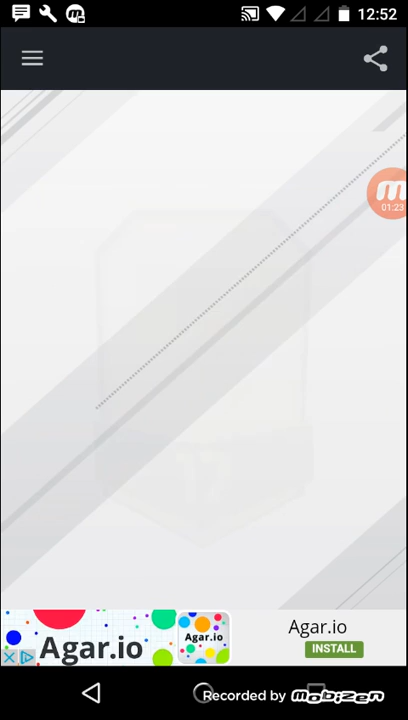 12:52
01:23
Agar.io
Agar.io
Agar.io
INSTALL
Recorded by mobizen